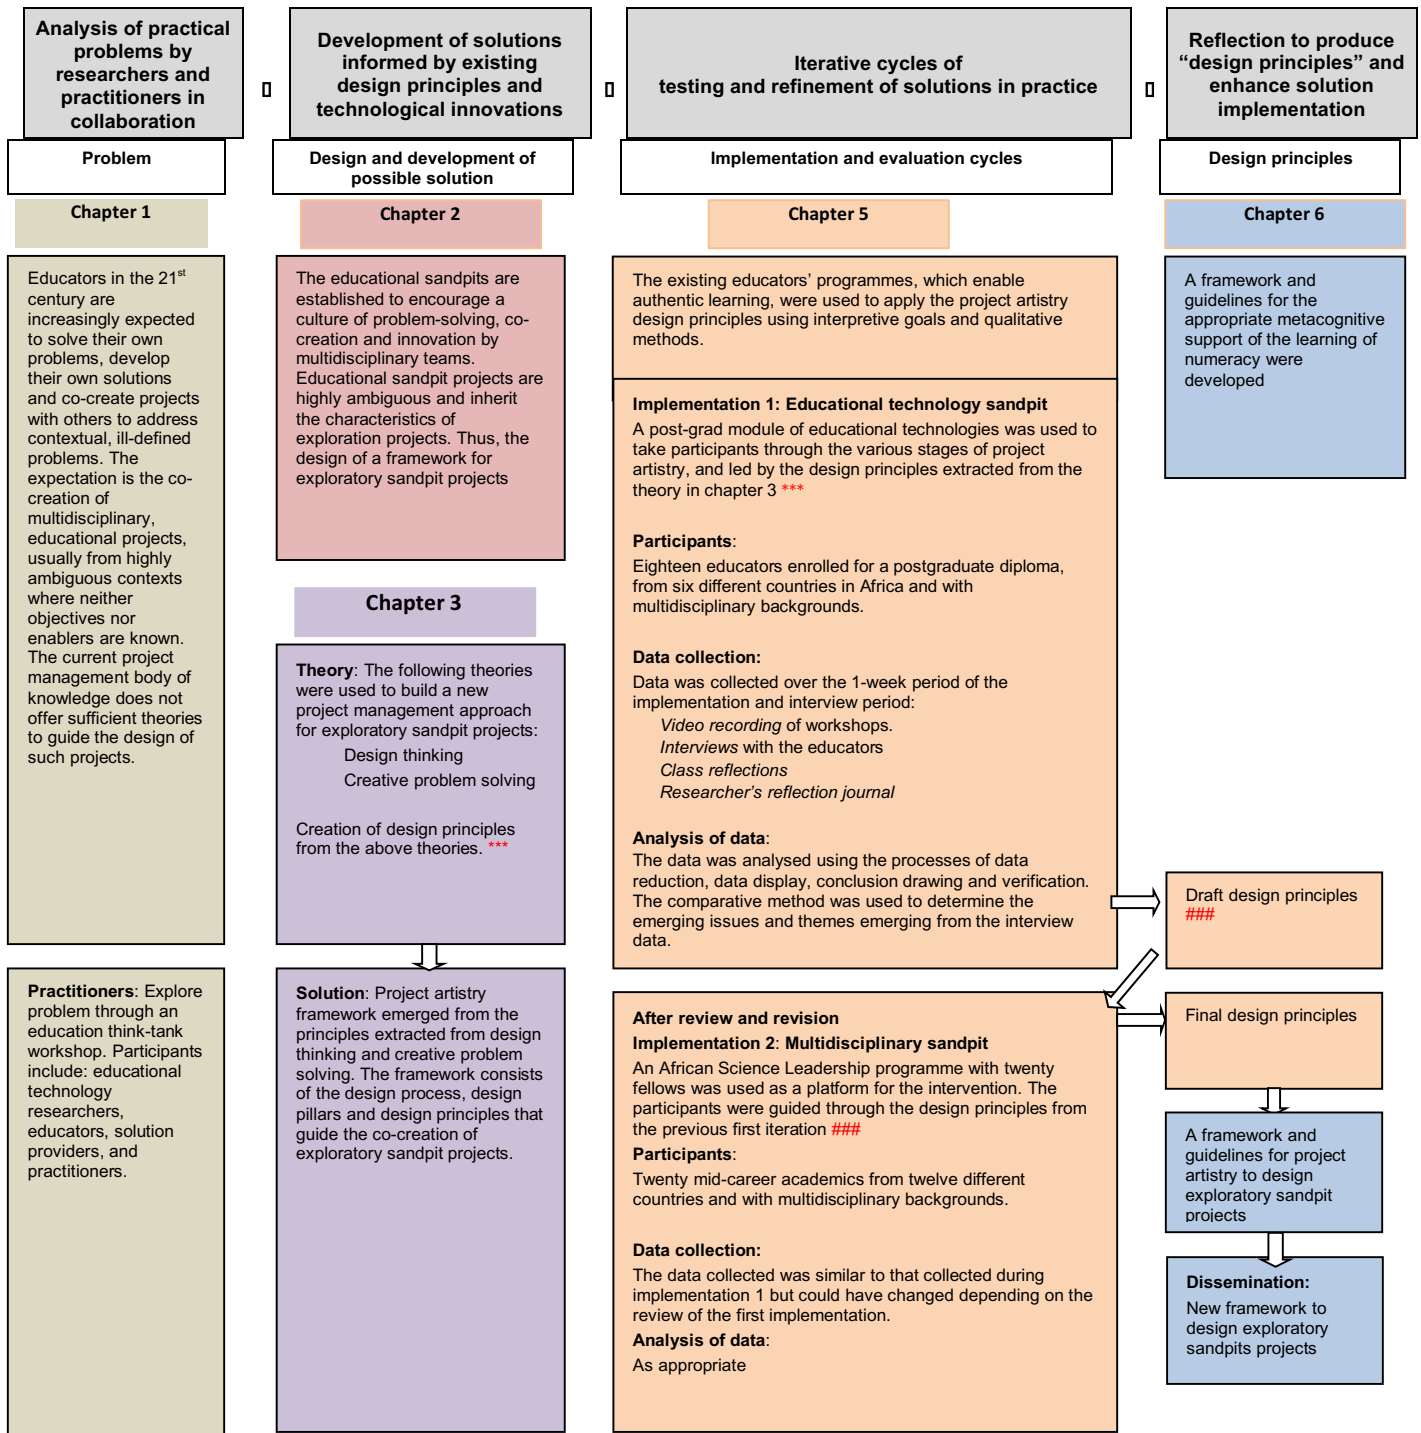 Analysis of practical
problems by
researchers and
practitioners in
collaboration
Development of solutions
informed by existing
design principles and
technological innovations
Iterative cycles of
testing and refinement of solutions in practice
Reflection to produce
“design principles” and
enhance solution
implementation
Problem
Design and development of
possible solution
Implementation and evaluation cycles
Design principles
Chapter 1
Chapter 2
Chapter 5
Chapter 6
Educators in the 21st
century are
increasingly expected
to solve their own
problems, develop
their own solutions
and co-create projects
with others to address
contextual, ill-defined
problems. The
expectation is the co-
creation of
multidisciplinary,
educational projects,
usually from highly
ambiguous contexts
where neither
objectives nor
enablers are known.
The current project
management body of
knowledge does not
offer sufficient theories
to guide the design of
such projects.
Practitioners: Explore
problem through an
education think-tank
workshop. Participants
include: educational
technology
researchers,
educators, solution
providers, and
practitioners.
The educational sandpits are
established to encourage a
culture of problem-solving, co-
creation and innovation by
multidisciplinary teams.
Educational sandpit projects are
highly ambiguous and inherit
the characteristics of
exploration projects. Thus, the
design of a framework for
exploratory sandpit projects
Chapter 3
Theory: The following theories
were used to build a new
project management approach
for exploratory sandpit projects:
Design thinking
Creative problem solving
Creation of design principles
from the above theories. ***
Solution: Project artistry
framework emerged from the
principles extracted from design
thinking and creative problem
solving. The framework consists
of the design process, design
pillars and design principles that
guide the co-creation of
exploratory sandpit projects.
The existing educators’ programmes, which enable
authentic learning, were used to apply the project artistry
design principles using interpretive goals and qualitative
methods.
Implementation 1: Educational technology sandpit
A post-grad module of educational technologies was used to
take participants through the various stages of project
artistry, and led by the design principles extracted from the
theory in chapter 3 ***
Participants:
Eighteen educators enrolled for a postgraduate diploma,
from six different countries in Africa and with
multidisciplinary backgrounds.
Data collection:
Data was collected over the 1-week period of the
implementation and interview period:
Video recording of workshops.
Interviews with the educators
Class reflections
Researcher’s reflection journal
Analysis of data:
The data was analysed using the processes of data
reduction, data display, conclusion drawing and verification.
The comparative method was used to determine the
emerging issues and themes emerging from the interview
data.
After review and revision
Implementation 2: Multidisciplinary sandpit
An African Science Leadership programme with twenty
fellows was used as a platform for the intervention. The
participants were guided through the design principles from
the previous first iteration ###
Participants:
Twenty mid-career academics from twelve different
countries and with multidisciplinary backgrounds.
Data collection:
The data collected was similar to that collected during
implementation 1 but could have changed depending on the
review of the first implementation.
Analysis of data:
As appropriate
A framework and
guidelines for the
appropriate metacognitive
support of the learning of
numeracy were
developed
Draft design principles
###
Final design principles
A framework and
guidelines for project
artistry to design
exploratory sandpit
projects
Dissemination:
New framework to
design exploratory
sandpits projects